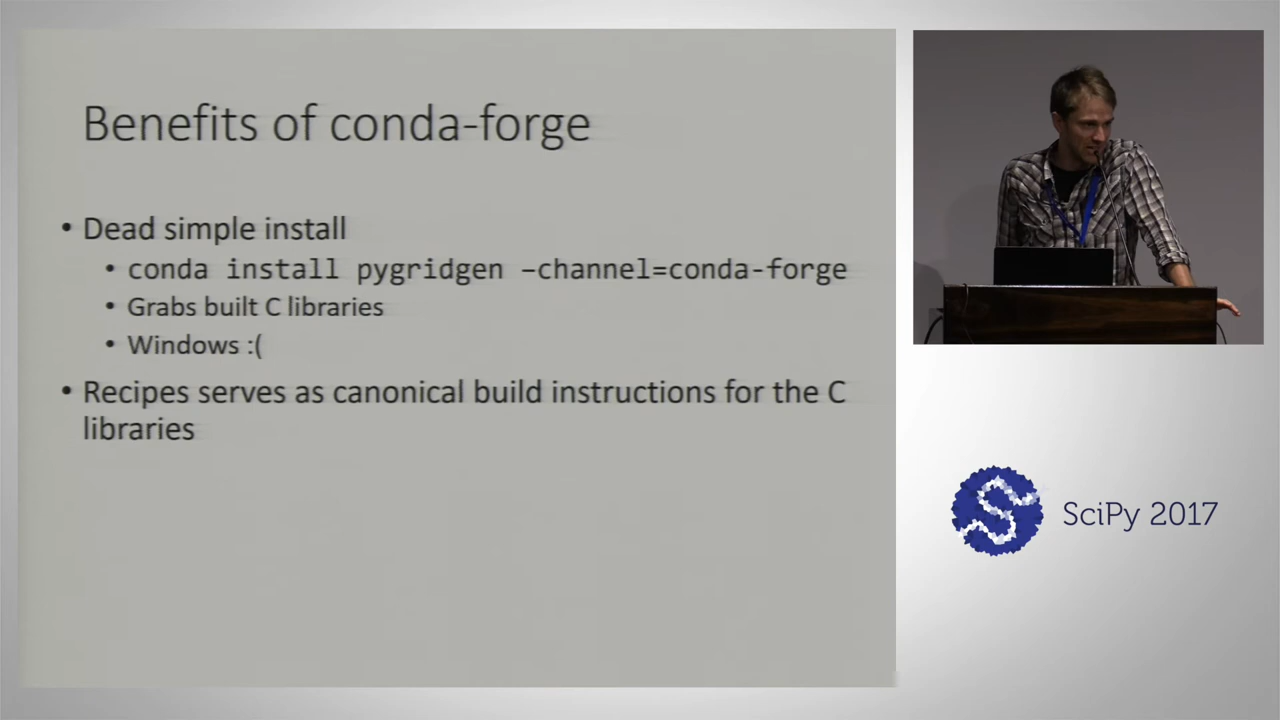 Benefits of conda-forge
• Dead simple install
• conda install pygridgen –channel=conda-forge
• Grabs built C libraries
• Windows :(
• Recipes serves as canonical build instructions for the C
libraries
SciPy 2017